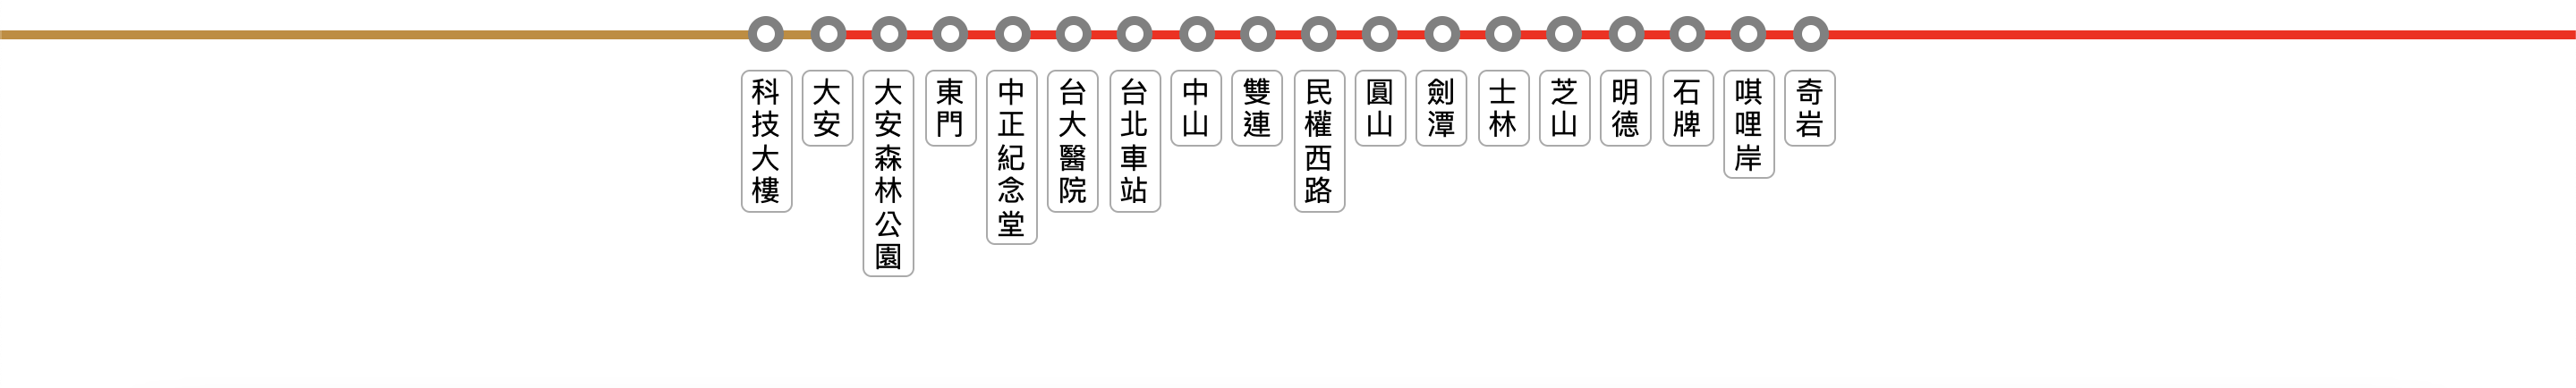 科技大樓
大安
大安森林公園
東門
中正紀念堂
台大醫院
台北車站
中山
雙連
民權西路
圓山
劍潭
士林
芝山
明德
石牌
唭哩岸
奇岩